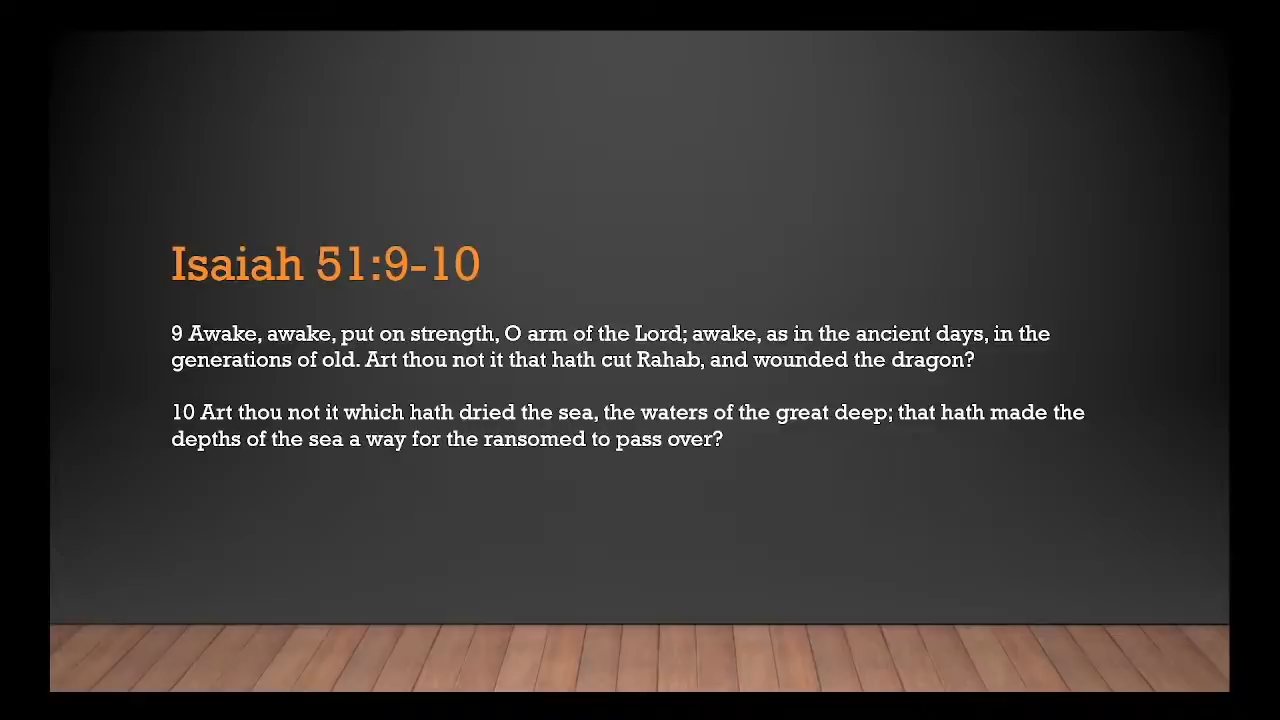 Isaiah 51:9-10
9 Awake, awake, put on strength, O arm of the Lord; awake, as in the ancient days, in the
generations of old. Art thou not it that hath cut Rahab, and wounded the dragon?
10 Art thou not it which hath dried the sea, the waters of the great deep; that hath made the
depths of the sea a way for the ransomed to pass over?